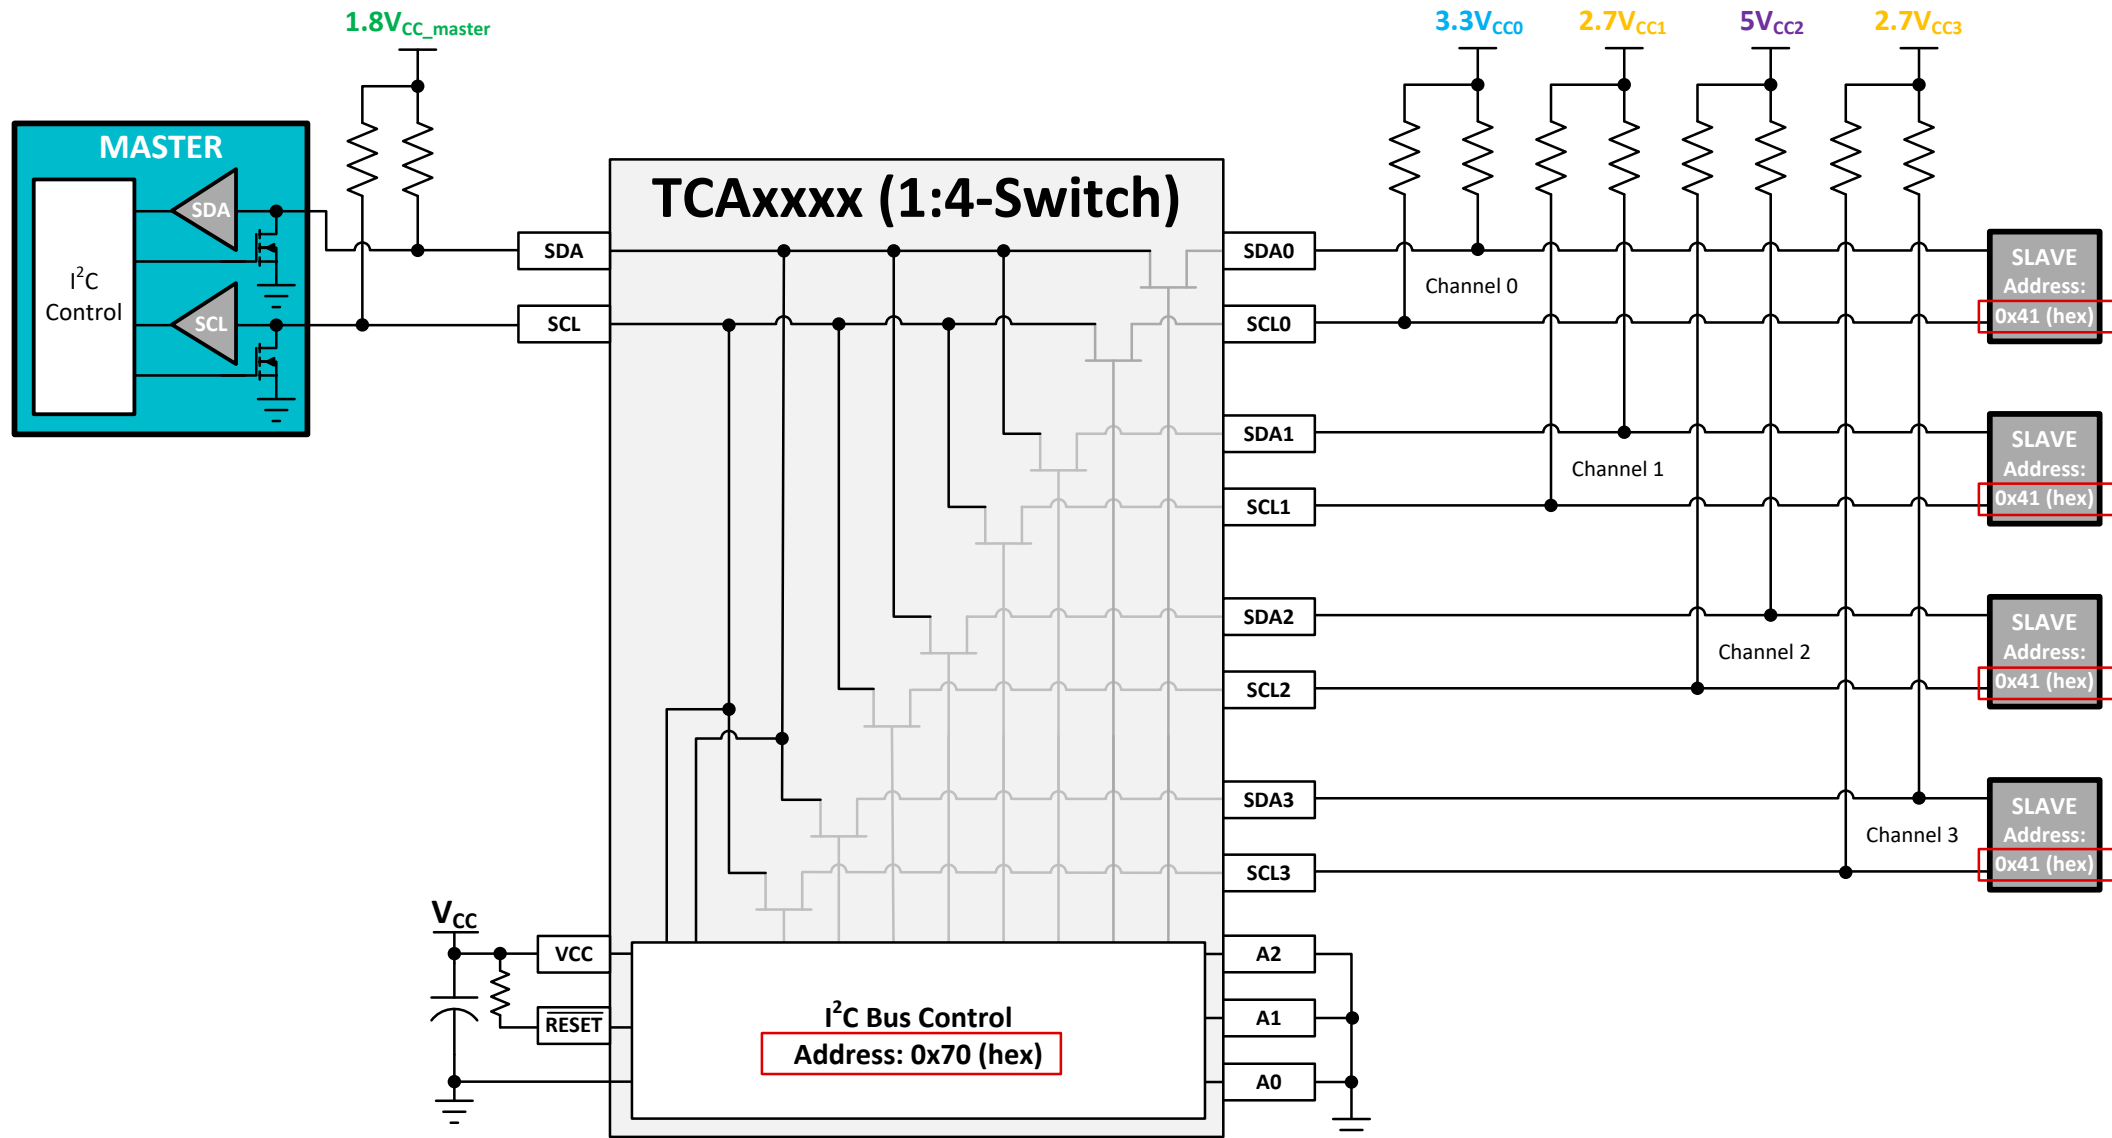 1.8VCC_master
3.3VCC0
2.7VCC1
5VCC2
2.7VCC3
MASTER
SDA
I2C
Control
SCL
TCAxxxx (1:4-Switch)
SDA
SCL
SDA0
Channel 0
SCL0
SLAVE
Address:
0x41 (hex)
SDA1
Channel 1
SCL1
SLAVE
Address:
0x41 (hex)
SDA2
Channel 2
SCL2
SLAVE
Address:
0x41 (hex)
SDA3
Channel 3
SCL3
SLAVE
Address:
0x41 (hex)
VCC
VCC
RESET
I2C Bus Control
Address: 0x70 (hex)
A2
A1
A0